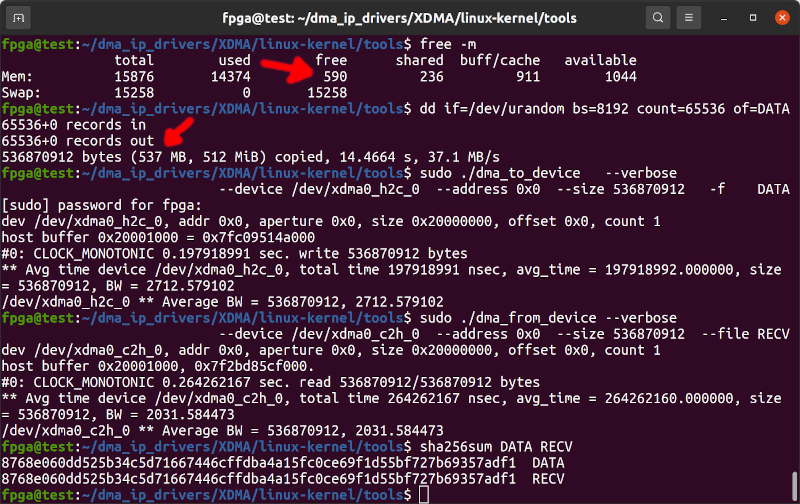 fpga@test: ~/dma_ip_drivers/XDMA/linux-kernel/tools
fpga@test:~/dma_ip_drivers/XDMA/linux-kernel/tools$ free -m
total used free shared buff/cache available
Mem: 15876 14374 590 236 911 1044
Swap: 15258 0 15258
fpga@test:~/dma_ip_drivers/XDMA/linux-kernel/tools$ dd if=/dev/urandom bs=8192 count=65536 of=DATA
65536+0 records in
65536+0 records out
536870912 bytes (537 MB, 512 MiB) copied, 14.4664 s, 37.1 MB/s
fpga@test:~/dma_ip_drivers/XDMA/linux-kernel/tools$ sudo ./dma_to_device --verbose
--device /dev/xdma0_h2c_0 --address 0x0 --size 536870912 -f DATA
[sudo] password for fpga:
dev /dev/xdma0_h2c_0, addr 0x0, aperture 0x0, size 0x20000000, offset 0x0, count 1
host buffer 0x20001000 = 0x7fc09514a000
#0: CLOCK_MONOTONIC 0.197918991 sec. write 536870912 bytes
** Avg time device /dev/xdma0_h2c_0, total time 197918991 nsec, avg_time = 197918992.000000, size
= 536870912, BW = 2712.579102
/dev/xdma0_h2c_0 ** Average BW = 536870912, 2712.579102
fpga@test:~/dma_ip_drivers/XDMA/linux-kernel/tools$ sudo ./dma_from_device --verbose
--device /dev/xdma0_c2h_0 --address 0x0 --size 536870912 --file RECV
dev /dev/xdma0_c2h_0, addr 0x0, aperture 0x0, size 0x20000000, offset 0x0, count 1
host buffer 0x20001000, 0x7f2bd85cf000.
#0: CLOCK_MONOTONIC 0.264262167 sec. read 536870912/536870912 bytes
** Avg time device /dev/xdma0_c2h_0, total time 264262167 nsec, avg_time = 264262160.000000, size
= 536870912, BW = 2031.584473
/dev/xdma0_c2h_0 ** Average BW = 536870912, 2031.584473
fpga@test:~/dma_ip_drivers/XDMA/linux-kernel/tools$ sha256sum DATA RECV
8768e060dd525b34c5d71667446cffdba4a15fc0ce69f1d55bf727b69357adf1 DATA
8768e060dd525b34c5d71667446cffdba4a15fc0ce69f1d55bf727b69357adf1 RECV
fpga@test:~/dma_ip_drivers/XDMA/linux-kernel/tools$